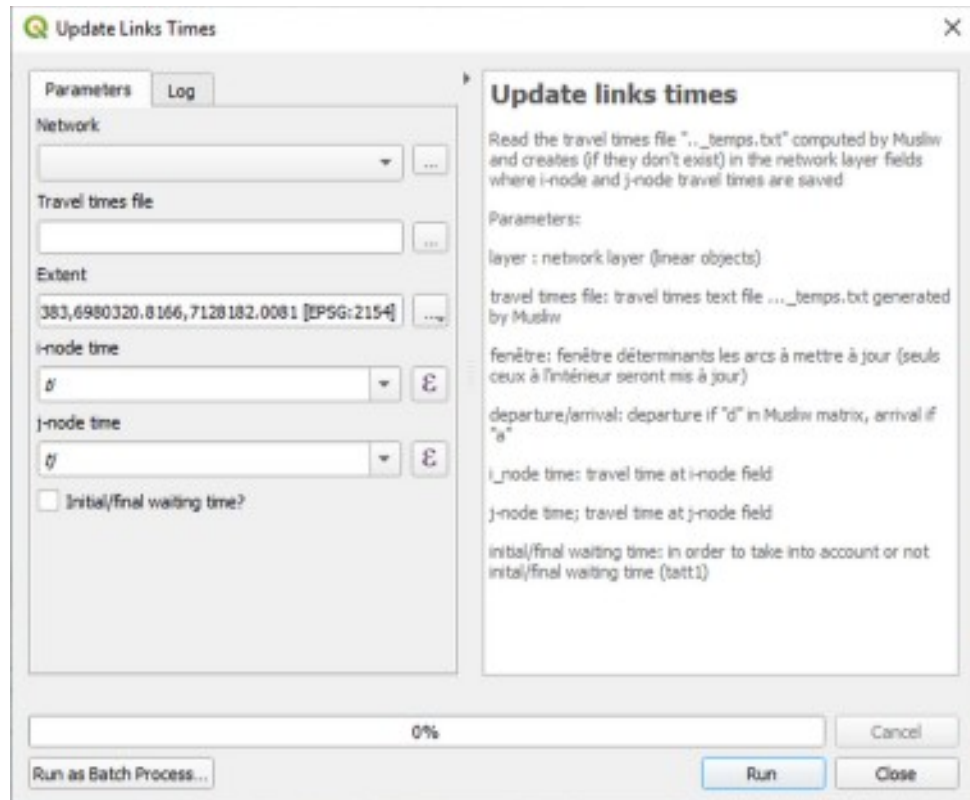 Update Links Times
Parameters
Log
Network
...
Travel times file
...
Extent
383,6980320.8166,7128182.0081 [EPSG:2154]
...
i-node time
ti
ε
j-node time
tj
ε
Initial/final waiting time?
Update links times
Read the travel times file ".._temps.txt" computed by Musliw
and creates (if they don't exist) in the network layer fields
where i-node and j-node travel times are saved
Parameters:
layer : network layer (linear objects)
travel times file: travel times text file ..._temps.txt generated
by Musliw
fenêtre: fenêtre déterminants les arcs à mettre à jour (seuls
ceux à l'intérieur seront mis à jour)
departure/arrival: departure if "d" in Musliw matrix, arrival if
"a"
i_node time: travel time at i-node field
j-node time; travel time at j-node field
initial/final waiting time: in order to take into account or not
inital/final waiting time (tatt1)
0%
Cancel
Run as Batch Process...
Run
Close